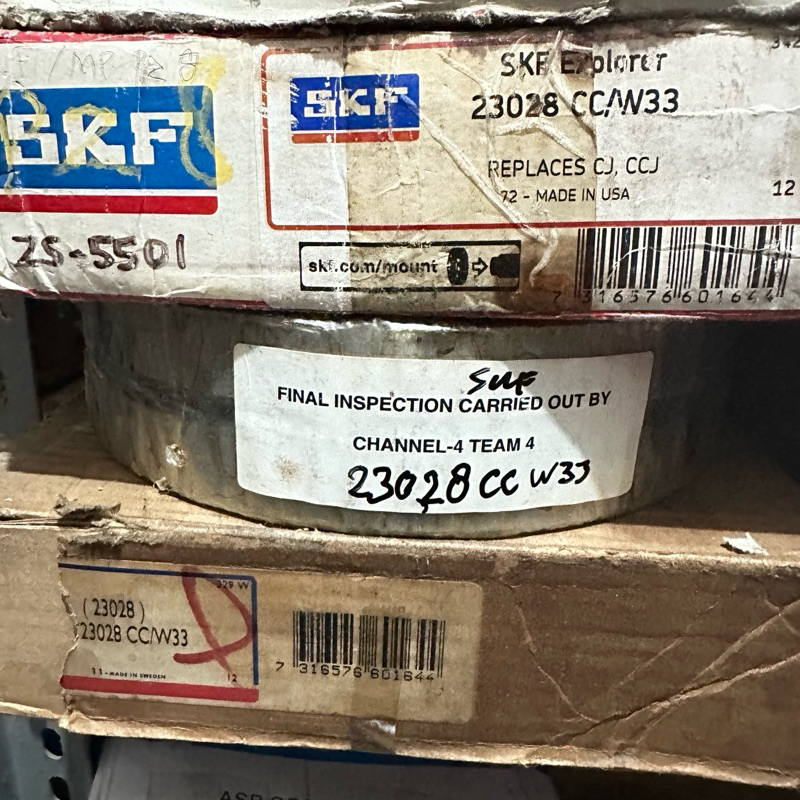 SKF
ZS-5501
SKF
SKF Explorer
23028 CC/W33
REPLACES CJ, CCJ
72 - MADE IN USA
12
skf.com/mount
7 316576 601644
SKF
FINAL INSPECTION CARRIED OUT BY
CHANNEL-4 TEAM 4
23028 CC W33
329 W
( 23028 )
23028 CC/W33
11-MADE IN SWEDEN
12
7 316576 601644